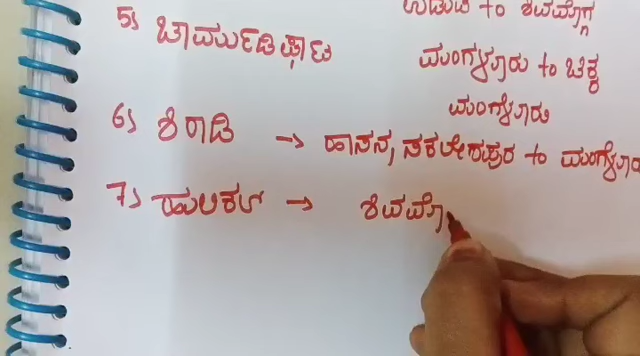 ಉಡುಪಿ to ಶಿವಮೊಗ್ಗ
5) ಚಾರ್ಮುಡಿ ಘಾಟ
ಮಂಗಳೂರು to ಚಿಕ್ಕ
ಮಂಗಳೂರು
6) ಶಿರಾಡಿ → ಹಾಸನ, ಸಕಲೇಶಪುರ to ಮಂಗಳೂರು
7) ಹುಲಿಕಲ್ → ಶಿವಮೊ